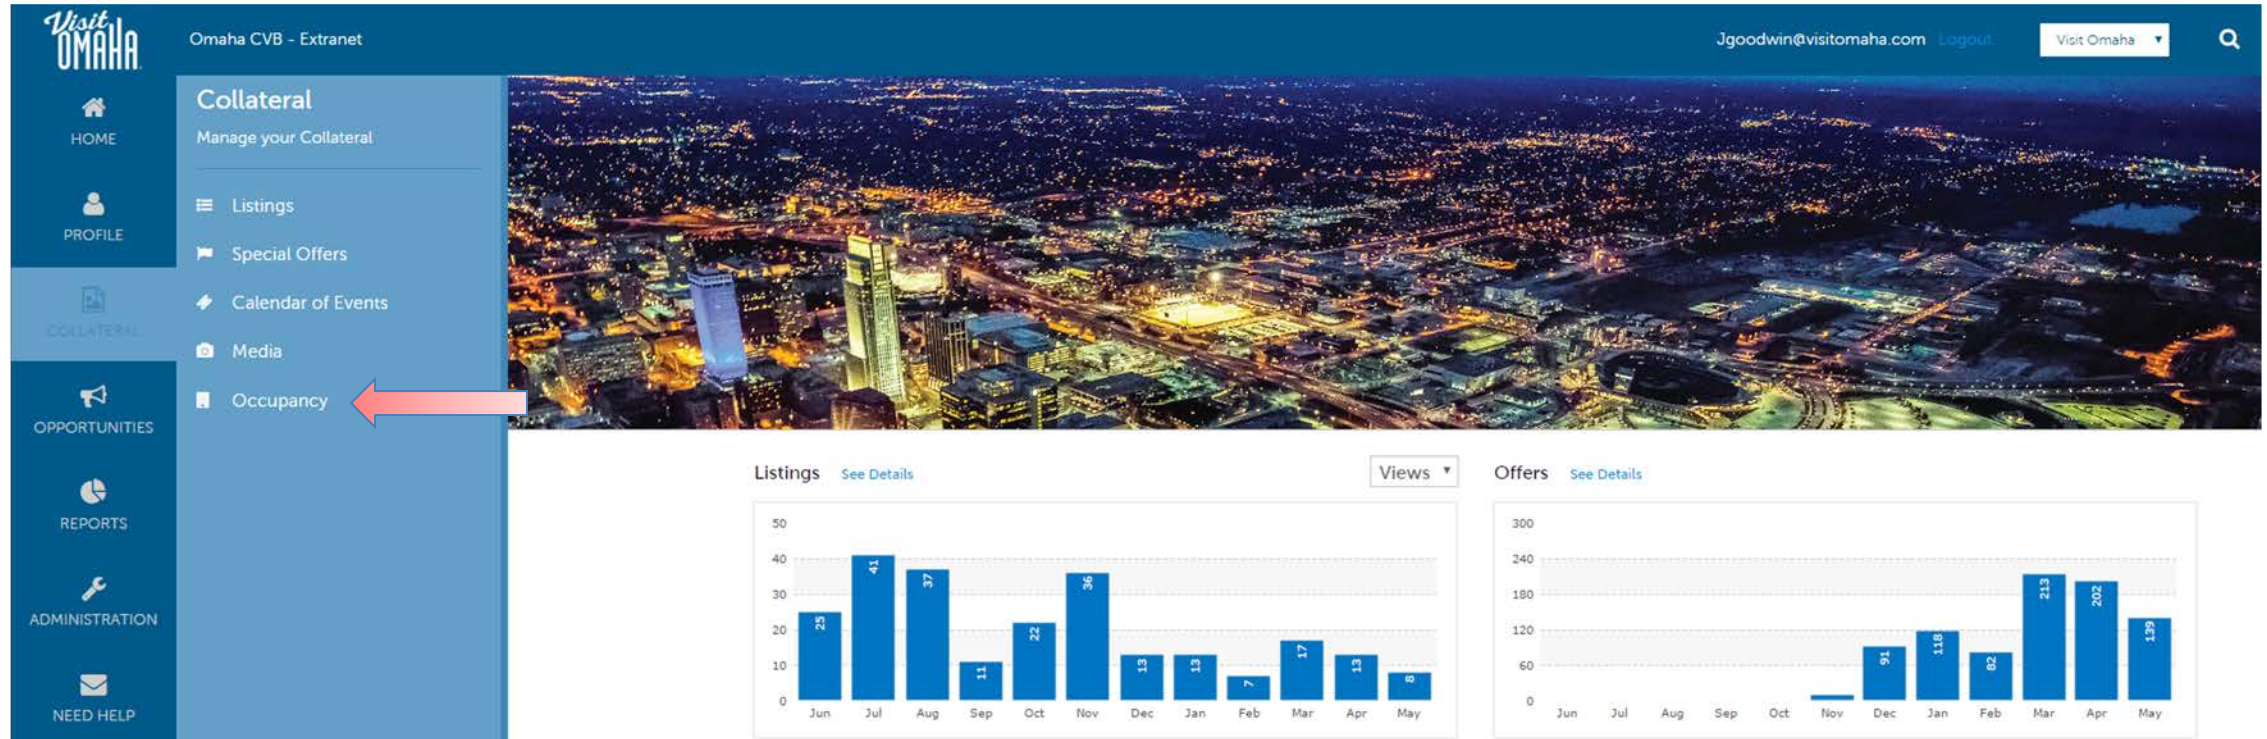 Visit
OMAHA
Omaha CVB - Extranet
Jgoodwin@visitomaha.com Logout
Visit Omaha
HOME
PROFILE
COLLATERAL
OPPORTUNITIES
REPORTS
ADMINISTRATION
NEED HELP
Collateral
Manage your Collateral
Listings
Special Offers
Calendar of Events
Media
Occupancy
Listings See Details
Views
50
40
30
20
10
0
25
41
37
11
22
36
13
13
7
17
13
8
Jun Jul Aug Sep Oct Nov Dec Jan Feb Mar Apr May
Offers See Details
300
240
180
120
60
0
91
118
82
213
202
139
Jun Jul Aug Sep Oct Nov Dec Jan Feb Mar Apr May